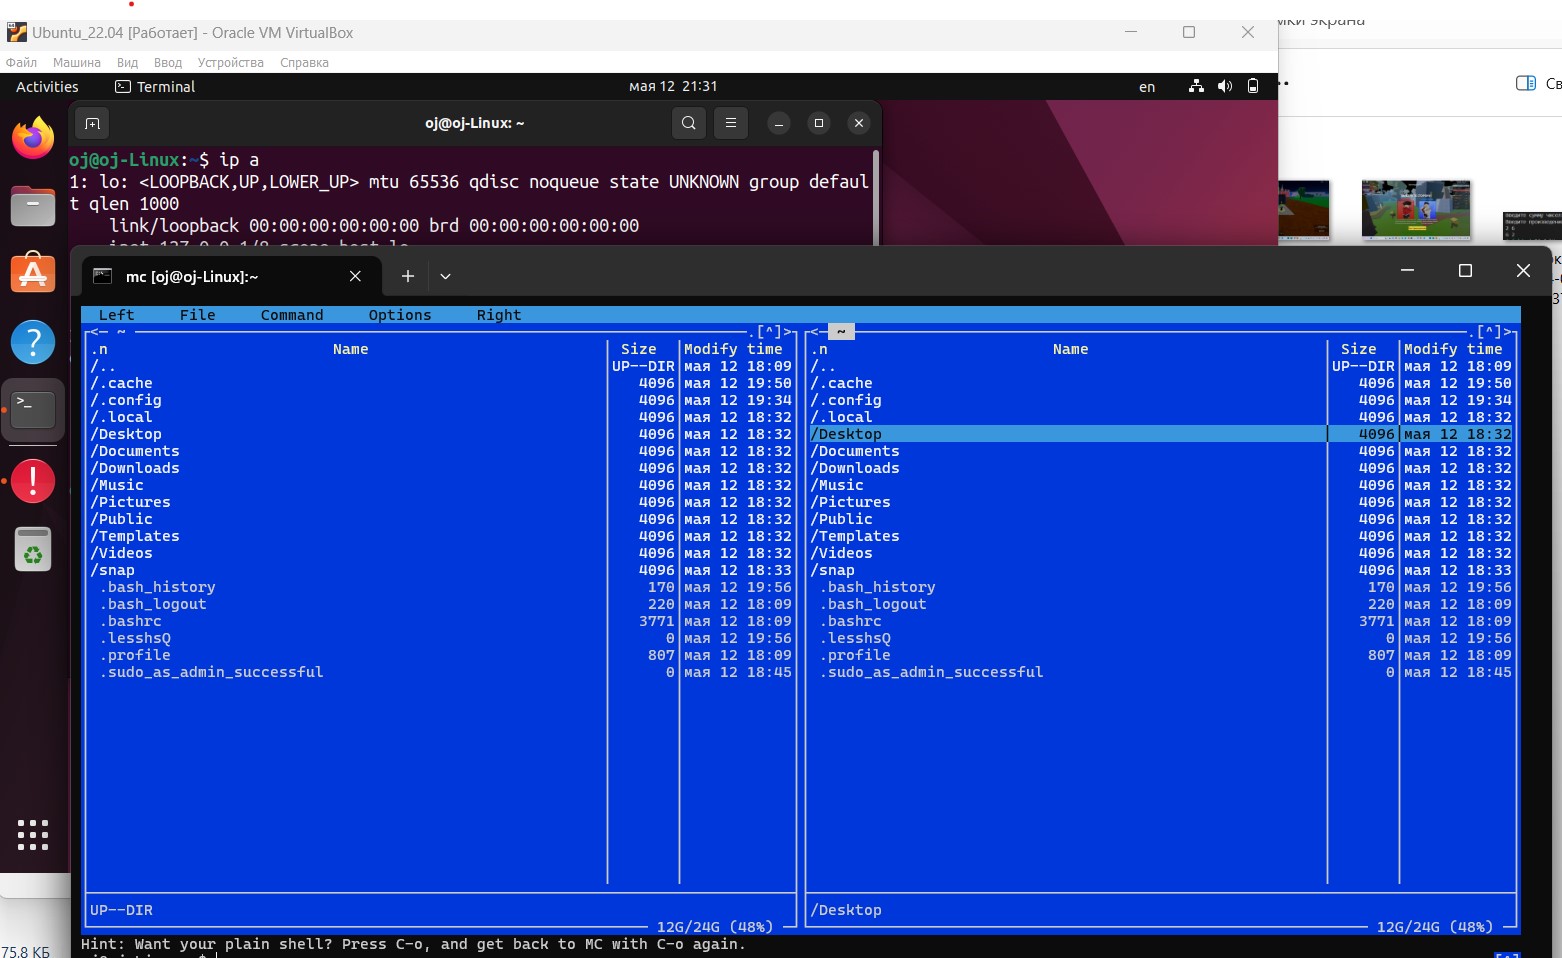 мки экрана
Ubuntu_22.04 [Работает] - Oracle VM VirtualBox
Файл Машина Вид Ввод Устройства Справка
Activities Terminal мая 12 21:31 en
Св
oj@oj-Linux: ~
oj@oj-Linux:~$ ip a
1: lo: <LOOPBACK,UP,LOWER_UP> mtu 65536 qdisc noqueue state UNKNOWN group defaul
t qlen 1000
link/loopback 00:00:00:00:00:00 brd 00:00:00:00:00:00
inet 127.0.0.1/8 scope host lo
mc [oj@oj-Linux]:~
Left File Command Options Right
<─ ~ .[^]> <─ ~ .[^]>
.n Name Size Modify time .n Name Size Modify time
/.. UP--DIR мая 12 18:09 /.. UP--DIR мая 12 18:09
/.cache 4096 мая 12 19:50 /.cache 4096 мая 12 19:50
/.config 4096 мая 12 19:34 /.config 4096 мая 12 19:34
/.local 4096 мая 12 18:32 /.local 4096 мая 12 18:32
/Desktop 4096 мая 12 18:32 /Desktop 4096 мая 12 18:32
/Documents 4096 мая 12 18:32 /Documents 4096 мая 12 18:32
/Downloads 4096 мая 12 18:32 /Downloads 4096 мая 12 18:32
/Music 4096 мая 12 18:32 /Music 4096 мая 12 18:32
/Pictures 4096 мая 12 18:32 /Pictures 4096 мая 12 18:32
/Public 4096 мая 12 18:32 /Public 4096 мая 12 18:32
/Templates 4096 мая 12 18:32 /Templates 4096 мая 12 18:32
/Videos 4096 мая 12 18:32 /Videos 4096 мая 12 18:32
/snap 4096 мая 12 18:33 /snap 4096 мая 12 18:33
.bash_history 170 мая 12 19:56 .bash_history 170 мая 12 19:56
.bash_logout 220 мая 12 18:09 .bash_logout 220 мая 12 18:09
.bashrc 3771 мая 12 18:09 .bashrc 3771 мая 12 18:09
.lesshsQ 0 мая 12 19:56 .lesshsQ 0 мая 12 19:56
.profile 807 мая 12 18:09 .profile 807 мая 12 18:09
.sudo_as_admin_successful 0 мая 12 18:45 .sudo_as_admin_successful 0 мая 12 18:45
UP--DIR /Desktop
12G/24G (48%) 12G/24G (48%)
Hint: Want your plain shell? Press C-o, and get back to MC with C-o again.
75,8 КБ